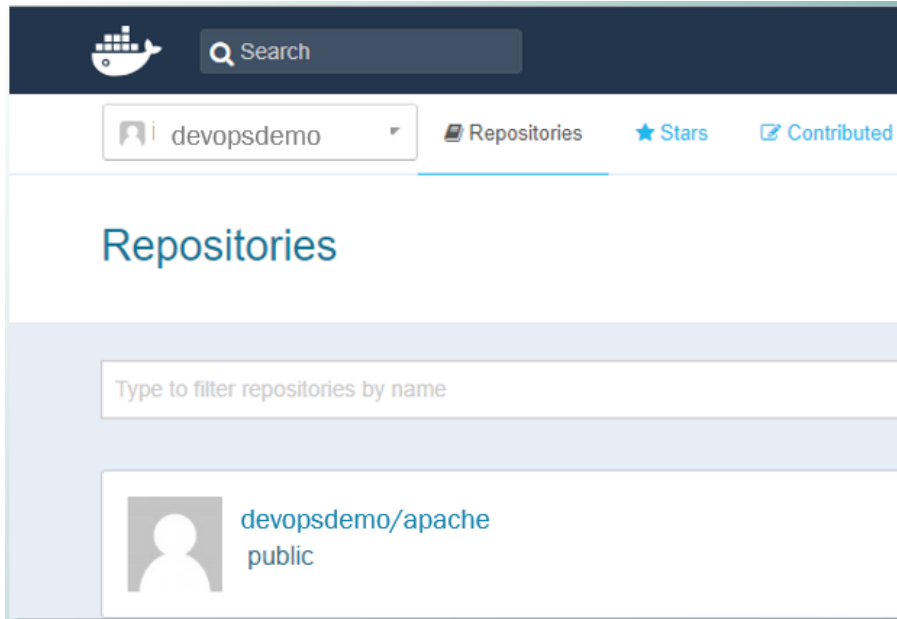 Search
devopsdemo Repositories Stars Contributed
Repositories
Type to filter repositories by name
devopsdemo/apache
public